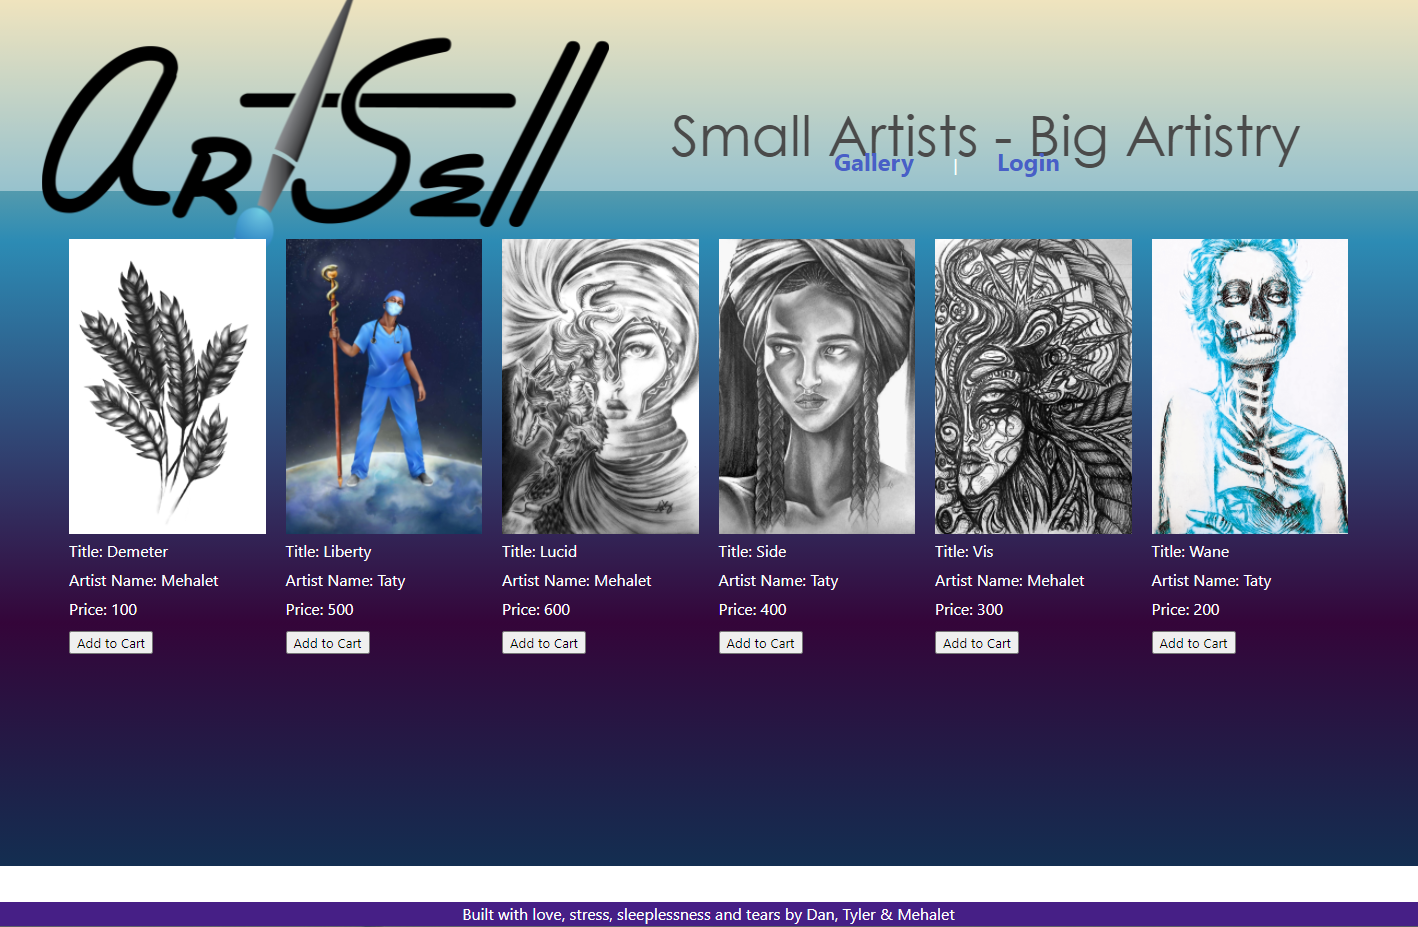 ArtSell
Small Artists - Big Artistry
Gallery | Login
Title: Demeter
Artist Name: Mehalet
Price: 100
Add to Cart
Title: Liberty
Artist Name: Taty
Price: 500
Add to Cart
Title: Lucid
Artist Name: Mehalet
Price: 600
Add to Cart
Title: Side
Artist Name: Taty
Price: 400
Add to Cart
Title: Vis
Artist Name: Mehalet
Price: 300
Add to Cart
Title: Wane
Artist Name: Taty
Price: 200
Add to Cart
Built with love, stress, sleeplessness and tears by Dan, Tyler & Mehalet